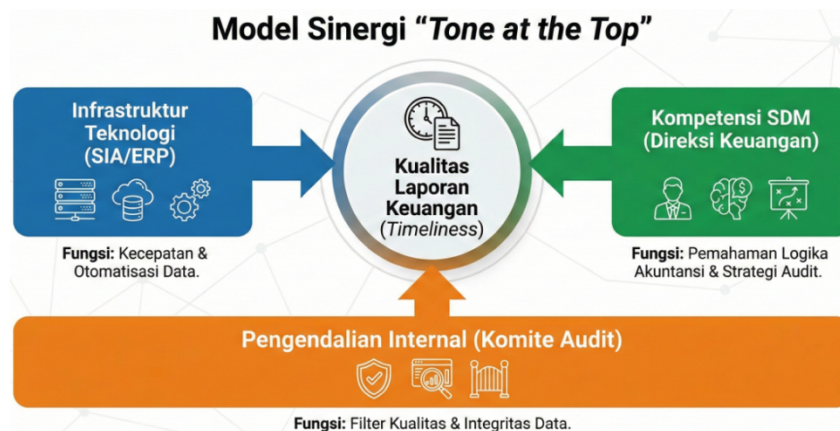 Model Sinergi “Tone at the Top”
Infrastruktur
Teknologi
(SIA/ERP)
Fungsi: Kecepatan &
Otomatisasi Data.
Kualitas
Laporan
Keuangan
(Timeliness)
Kompetensi SDM
(Direksi Keuangan)
Fungsi: Pemahaman Logika
Akuntansi & Strategi Audit.
Pengendalian Internal (Komite Audit)
Fungsi: Filter Kualitas & Integritas Data.